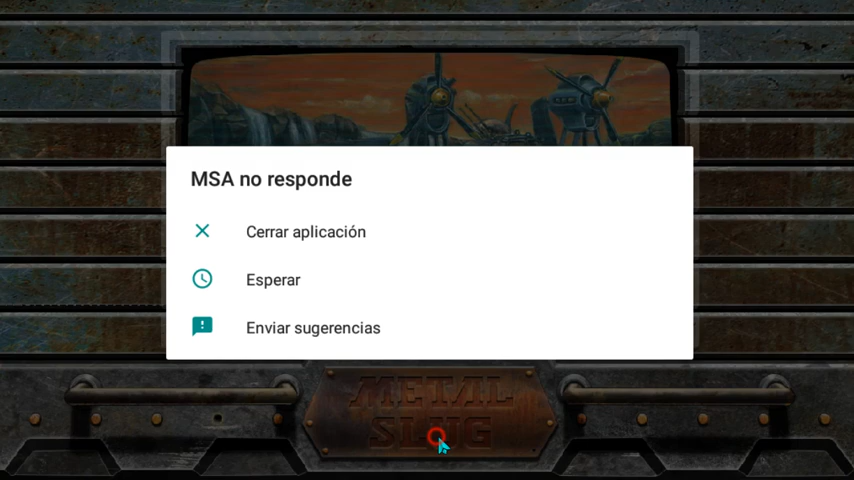 MSA no responde
Cerrar aplicación
Esperar
Enviar sugerencias
METAL
SLUG